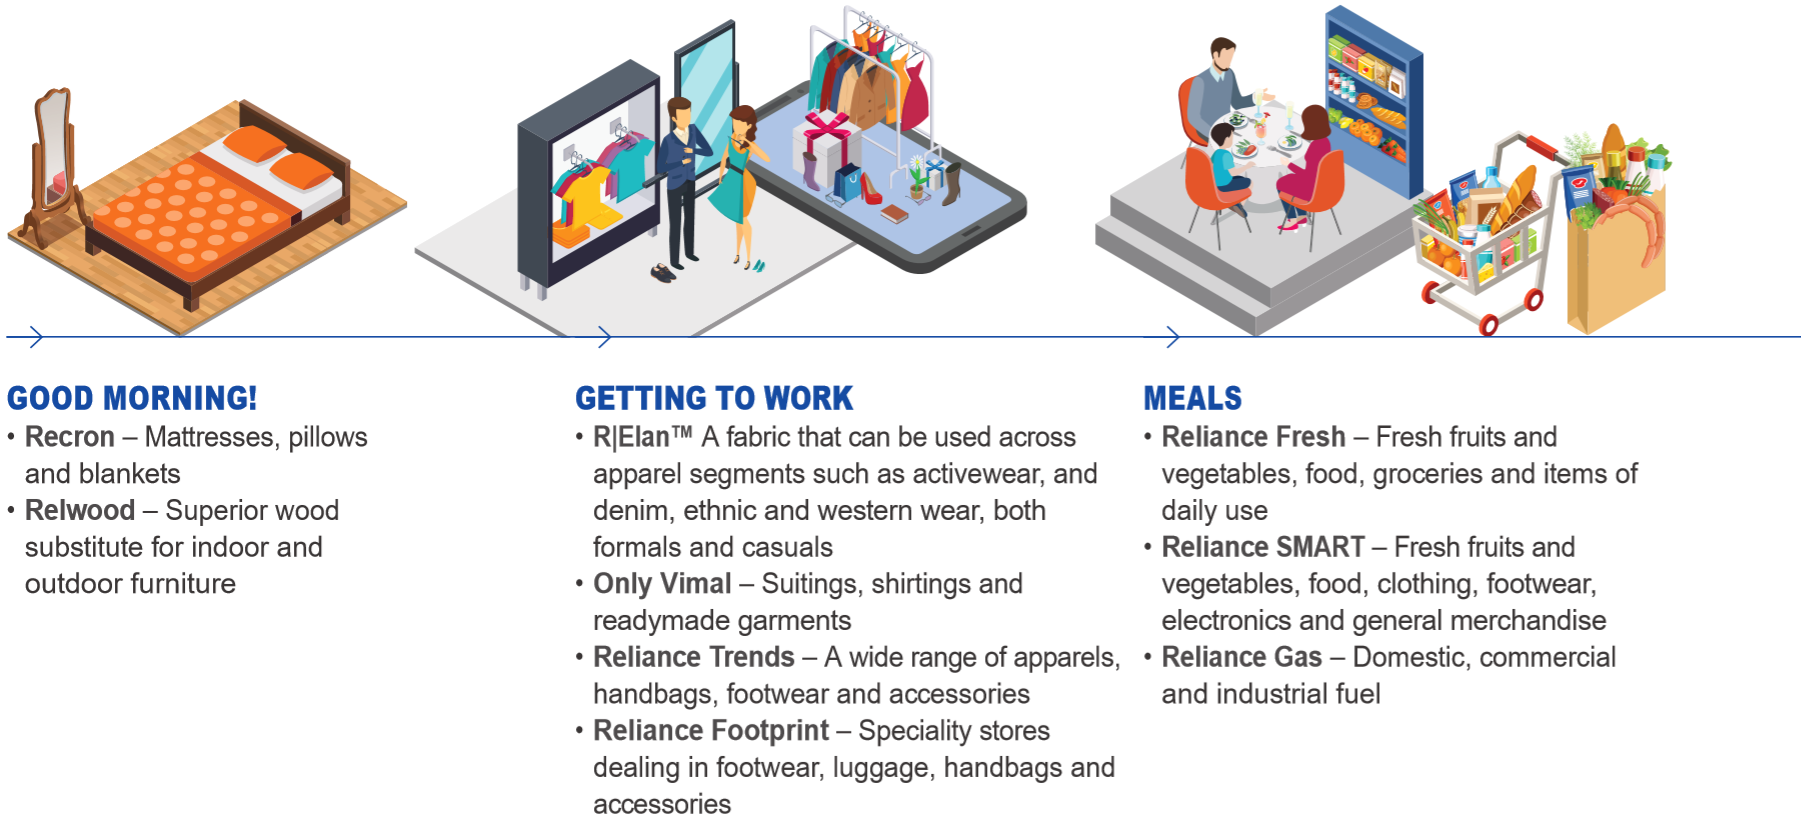 GOOD MORNING!
• Recron – Mattresses, pillows
and blankets
• Relwood – Superior wood
substitute for indoor and
outdoor furniture
GETTING TO WORK
• R|Elan™ A fabric that can be used across
apparel segments such as activewear, and
denim, ethnic and western wear, both
formals and casuals
• Only Vimal – Suitings, shirtings and
readymade garments
• Reliance Trends – A wide range of apparels,
handbags, footwear and accessories
• Reliance Footprint – Speciality stores
dealing in footwear, luggage, handbags and
accessories
MEALS
• Reliance Fresh – Fresh fruits and
vegetables, food, groceries and items of
daily use
• Reliance SMART – Fresh fruits and
vegetables, food, clothing, footwear,
electronics and general merchandise
• Reliance Gas – Domestic, commercial
and industrial fuel